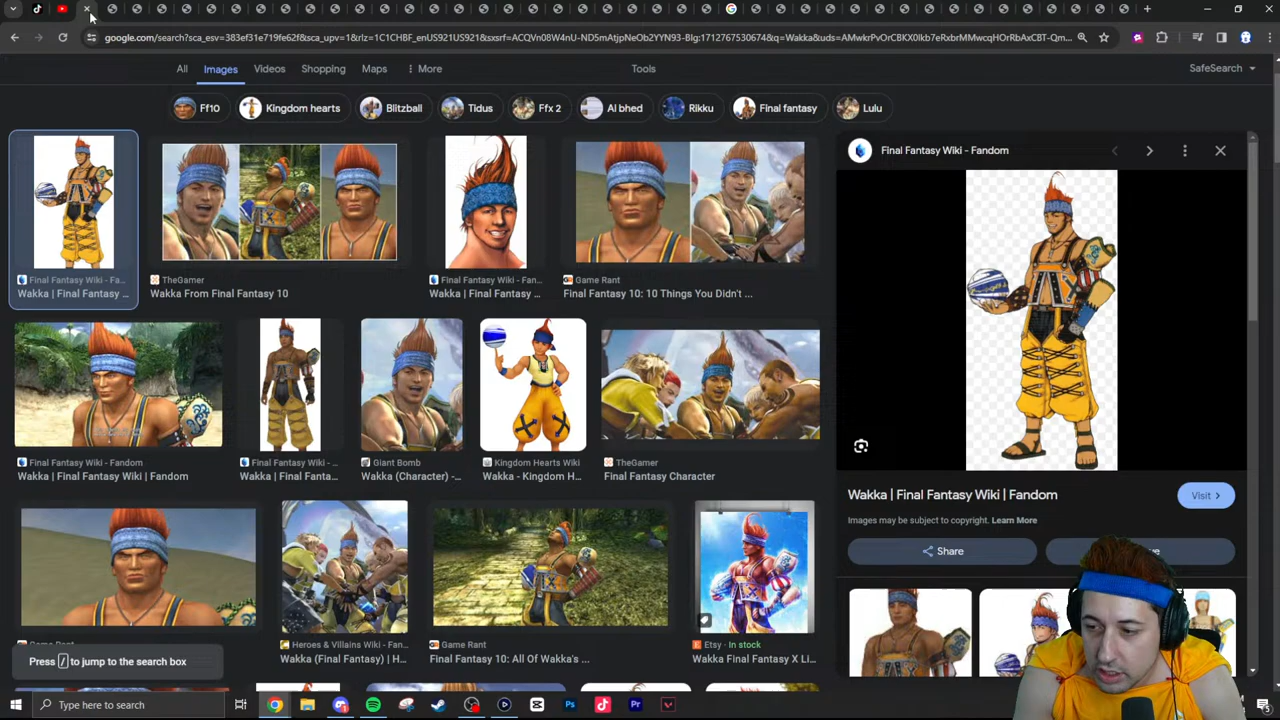 google.com/search?sca_esv=383ef31e719fe62f&sca_upv=1&rlz=1C1CHBF_enUS921US921&sxsrf=ACQVn08W4nU-ND5mAtjpNeOb2YYN93-Blg:1712767530674&q=Wakka&uds=AMwkrPvOrCBKX0Ikb7eRxbrMMwcqHOrRbAxCBT-Qm...
All Images Videos Shopping Maps More Tools SafeSearch
Ff10 Kingdom hearts Blitzball Tidus Ffx 2 Al bhed Rikku Final fantasy Lulu
Final Fantasy Wiki - Fandom
Final Fantasy Wiki - Fa... TheGamer Final Fantasy Wiki - Fan... Game Rant
Wakka | Final Fantasy ... Wakka From Final Fantasy 10 Wakka | Final Fantasy ... Final Fantasy 10: 10 Things You Didn't ...
Final Fantasy Wiki - Fandom Final Fantasy Wiki - ... Giant Bomb Kingdom Hearts Wiki TheGamer
Wakka | Final Fantasy Wiki | Fandom Wakka | Final Fanta... Wakka (Character) -... Wakka - Kingdom H... Final Fantasy Character
Wakka | Final Fantasy Wiki | Fandom
Visit
Images may be subject to copyright. Learn More
Share
Heroes & Villains Wiki - Fan... Game Rant Etsy · In stock
Wakka (Final Fantasy) | H... Final Fantasy 10: All Of Wakka's ... Wakka Final Fantasy X Li...
Press / to jump to the search box
Type here to search